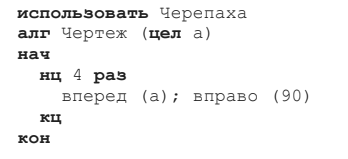 использовать Черепаха
алг Чертеж (цел а)
нач
нц 4 раз
вперед (а); вправо (90)
кц
кон